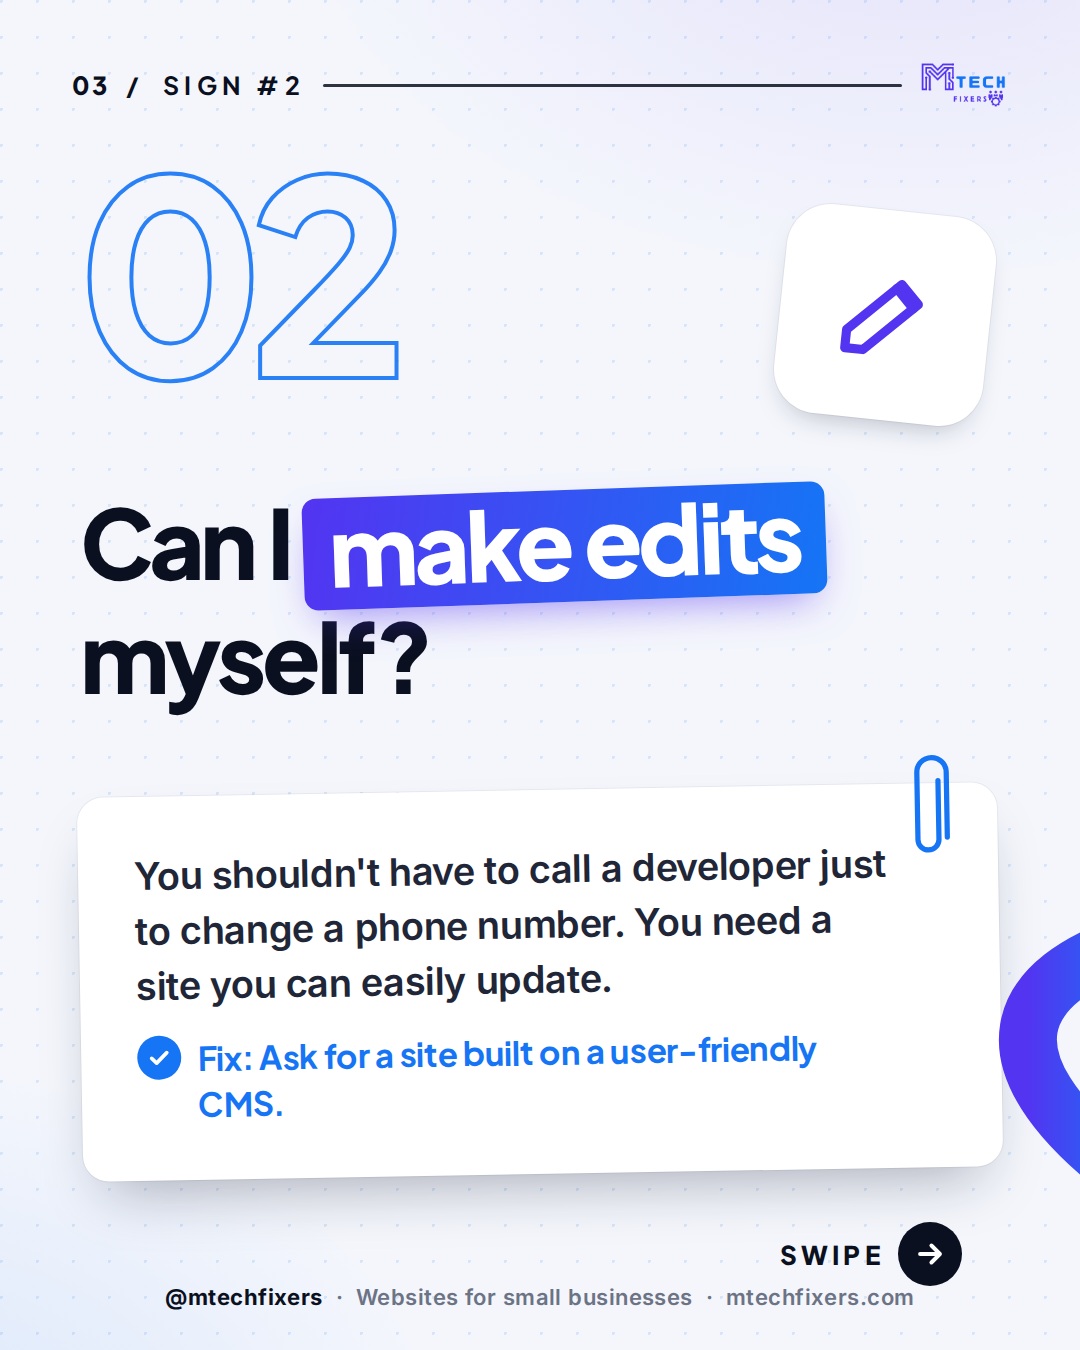 03 / SIGN #2
MTECH
FIXERS
02
Can I make edits
myself?
You shouldn't have to call a developer just
to change a phone number. You need a
site you can easily update.
Fix: Ask for a site built on a user-friendly
CMS.
SWIPE
@mtechfixers · Websites for small businesses · mtechfixers.com